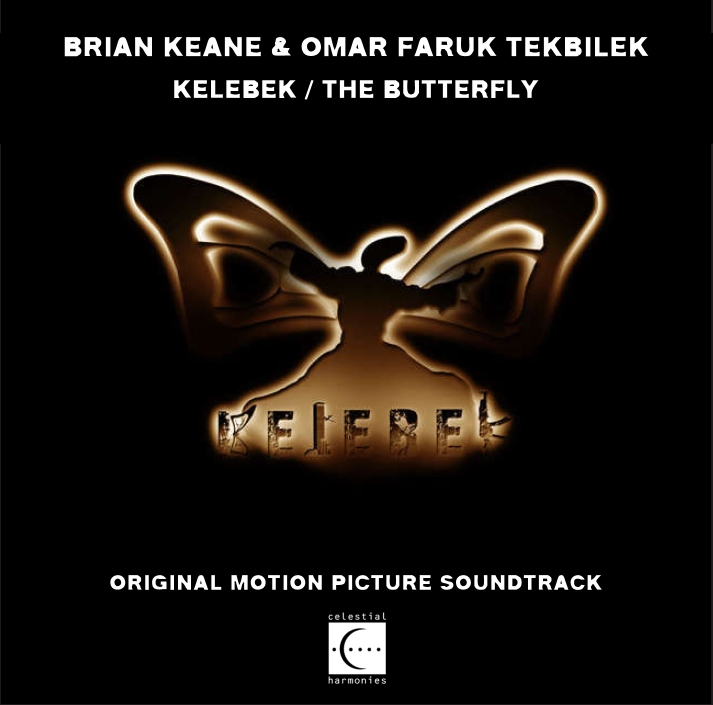 BRIAN KEANE & OMAR FARUK TEKBILEK
KELEBEK / THE BUTTERFLY
KELEBEK
ORIGINAL MOTION PICTURE SOUNDTRACK
celestial
harmonies